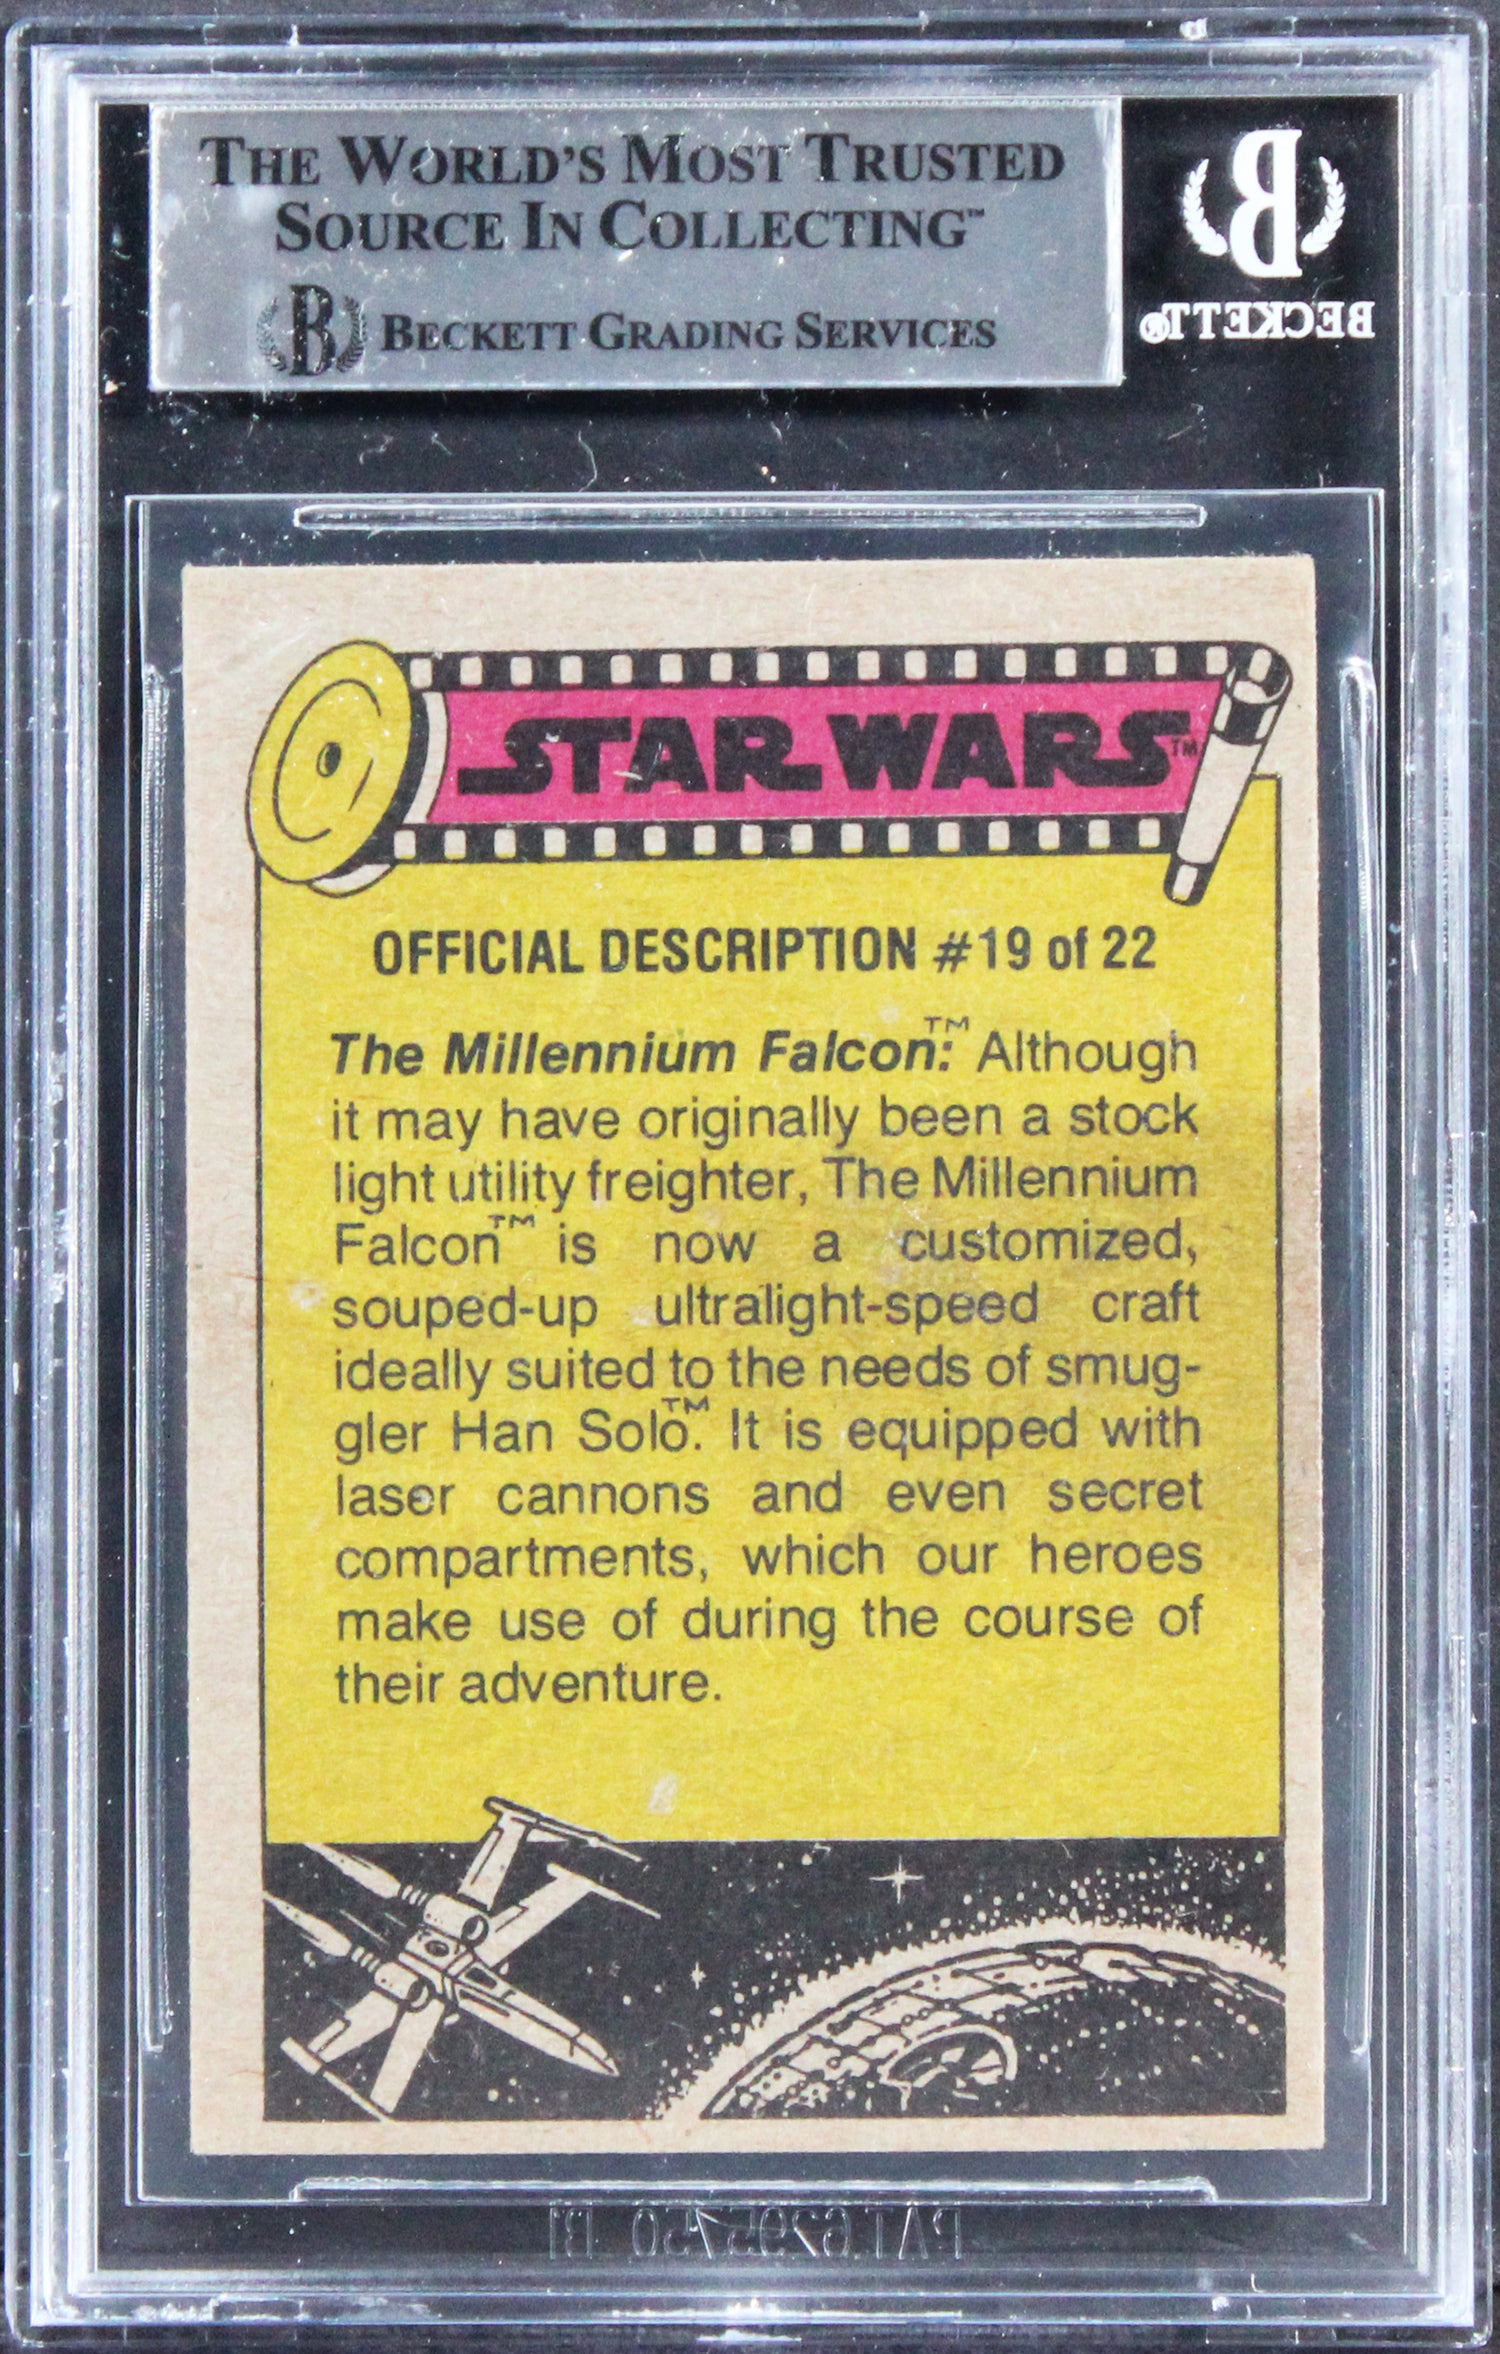 THE WORLD'S MOST TRUSTED
SOURCE IN COLLECTING™
B BECKETT GRADING SERVICES
B
BECKETT®
STAR WARS™
OFFICIAL DESCRIPTION #19 of 22
The Millennium Falcon:™ Although
it may have originally been a stock
light utility freighter, The Millennium
Falcon™ is now a customized,
souped-up ultralight-speed craft
ideally suited to the needs of smug-
gler Han Solo.™ It is equipped with
laser cannons and even secret
compartments, which our heroes
make use of during the course of
their adventure.